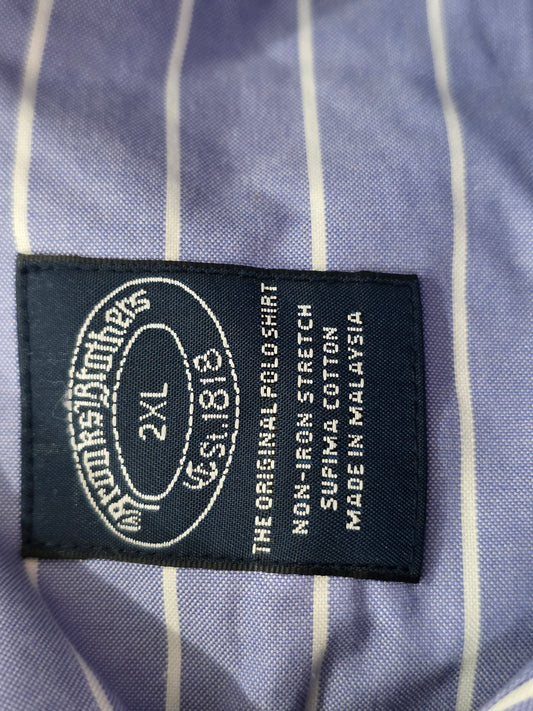 Brooks Brothers
2XL
Est. 1818
THE ORIGINAL POLO SHIRT
NON-IRON STRETCH
SUPIMA COTTON
MADE IN MALAYSIA